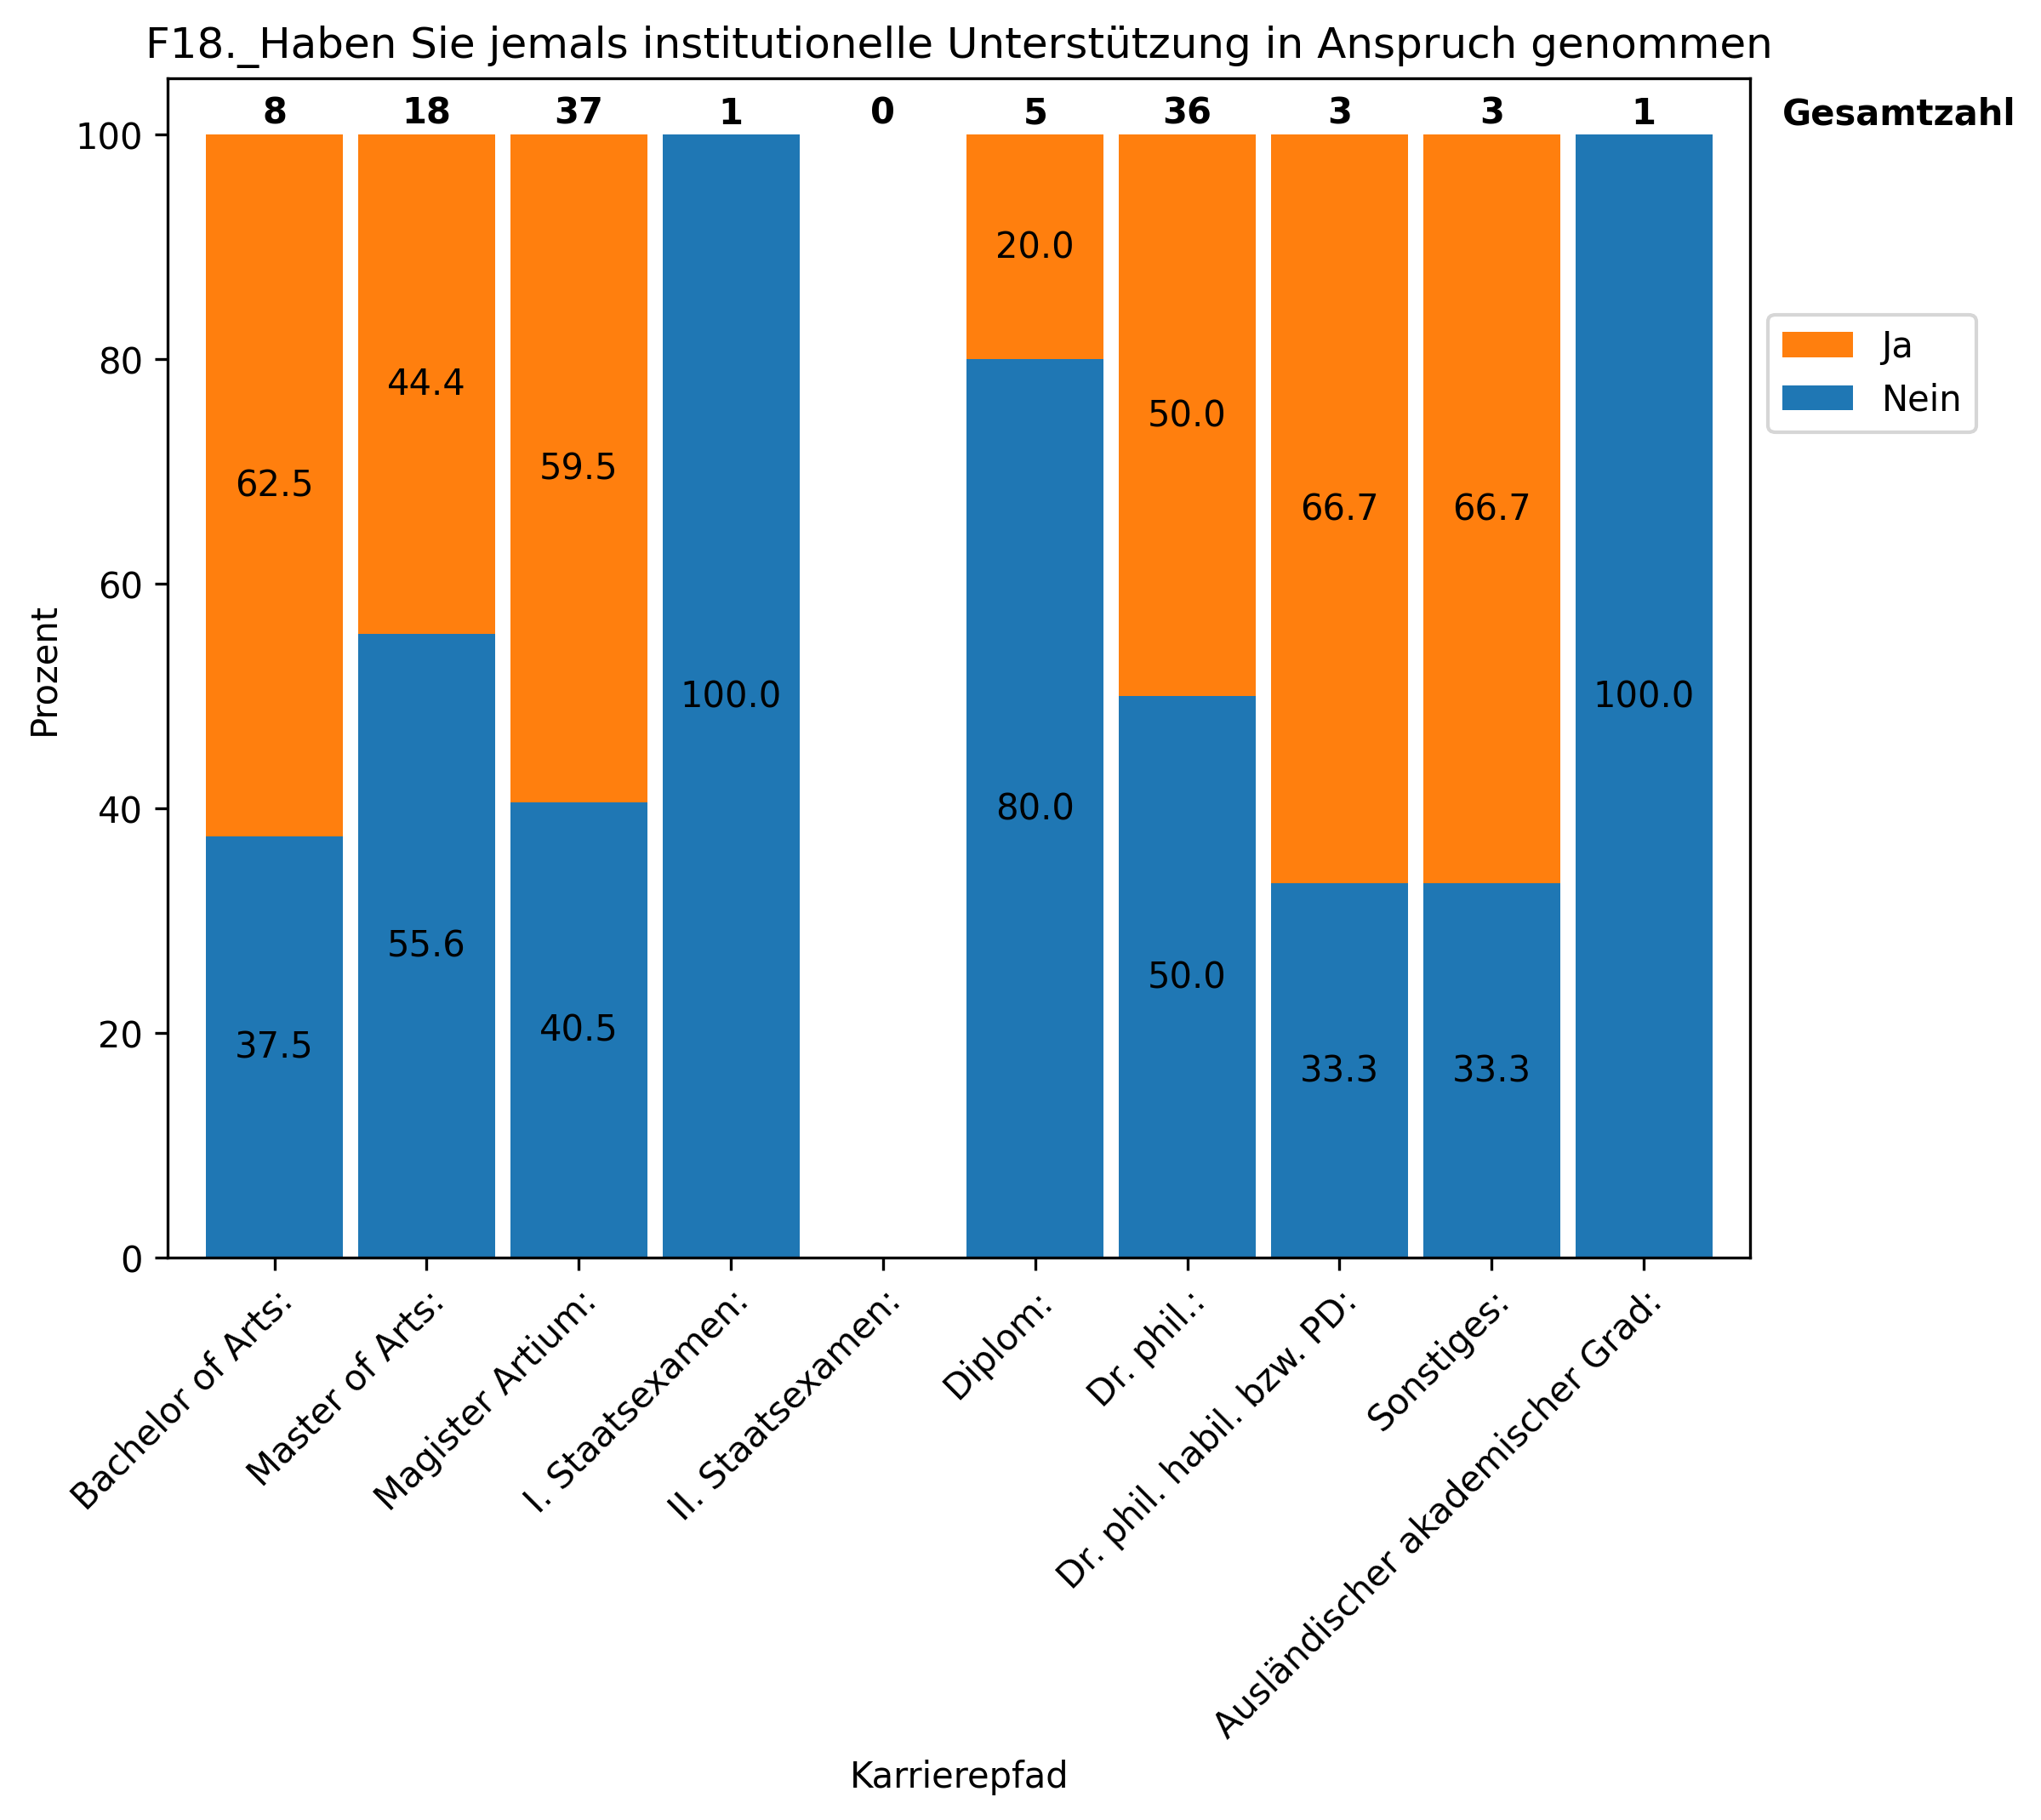 F18._Haben Sie jemals institutionelle Unterstützung in Anspruch genommen
8 18 37 1 0 5 36 3 3 1 Gesamtzahl
100
80
60
40
20
0
Prozent
62.5 44.4 59.5 20.0 50.0 66.7 66.7
37.5 55.6 40.5 100.0 80.0 50.0 33.3 33.3 100.0
Ja
Nein
Bachelor of Arts:
Master of Arts:
Magister Artium:
I. Staatsexamen:
II. Staatsexamen:
Diplom:
Dr. phil.:
Dr. phil. habil. bzw. PD:
Sonstiges:
Ausländischer akademischer Grad:
Karrierepfad